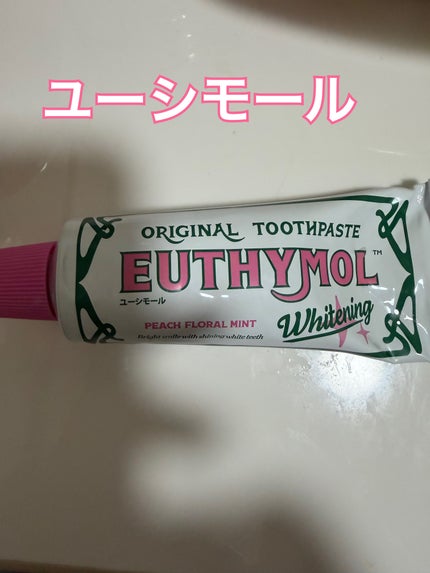 ユーシモール
ORIGINAL TOOTHPASTE
EUTHYMOL™
ユーシモール
PEACH FLORAL MINT
Whitening
Bright smile with shining white teeth